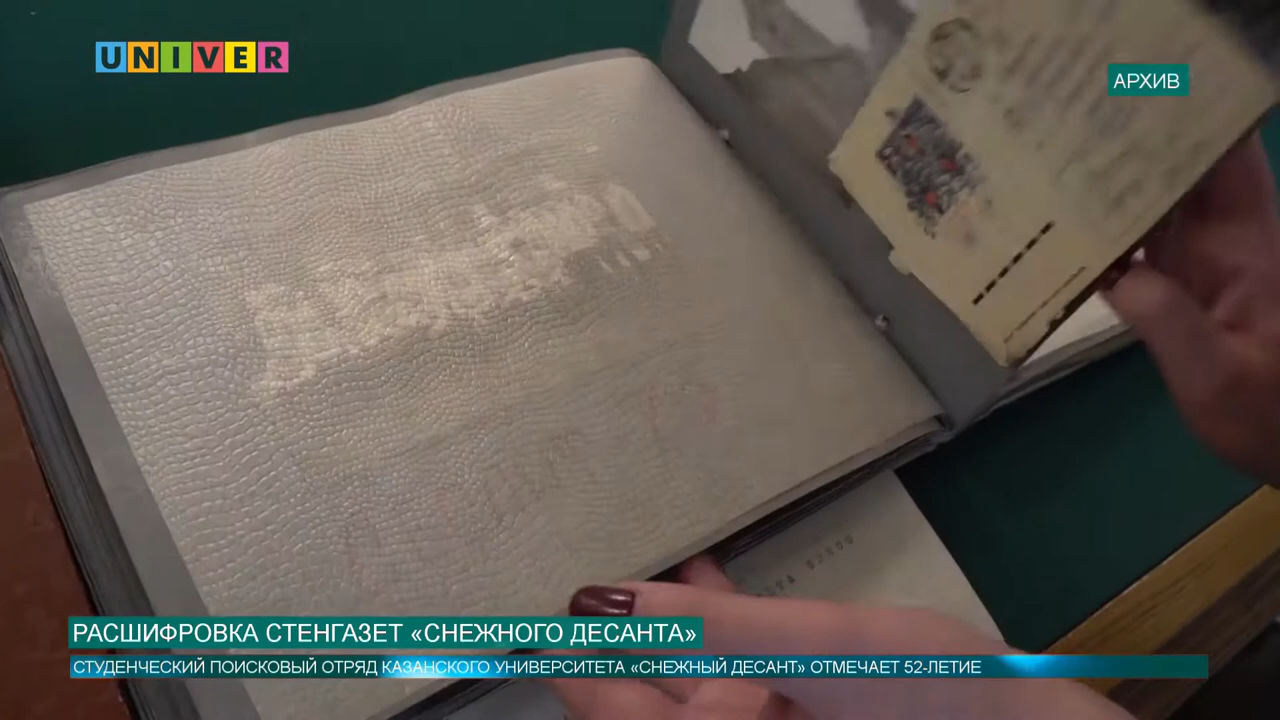 UNIVER
АРХИВ
РАСШИФРОВКА СТЕНГАЗЕТ «СНЕЖНОГО ДЕСАНТА»
СТУДЕНЧЕСКИЙ ПОИСКОВЫЙ ОТРЯД КАЗАНСКОГО УНИВЕРСИТЕТА «СНЕЖНЫЙ ДЕСАНТ» ОТМЕЧАЕТ 52-ЛЕТИЕ